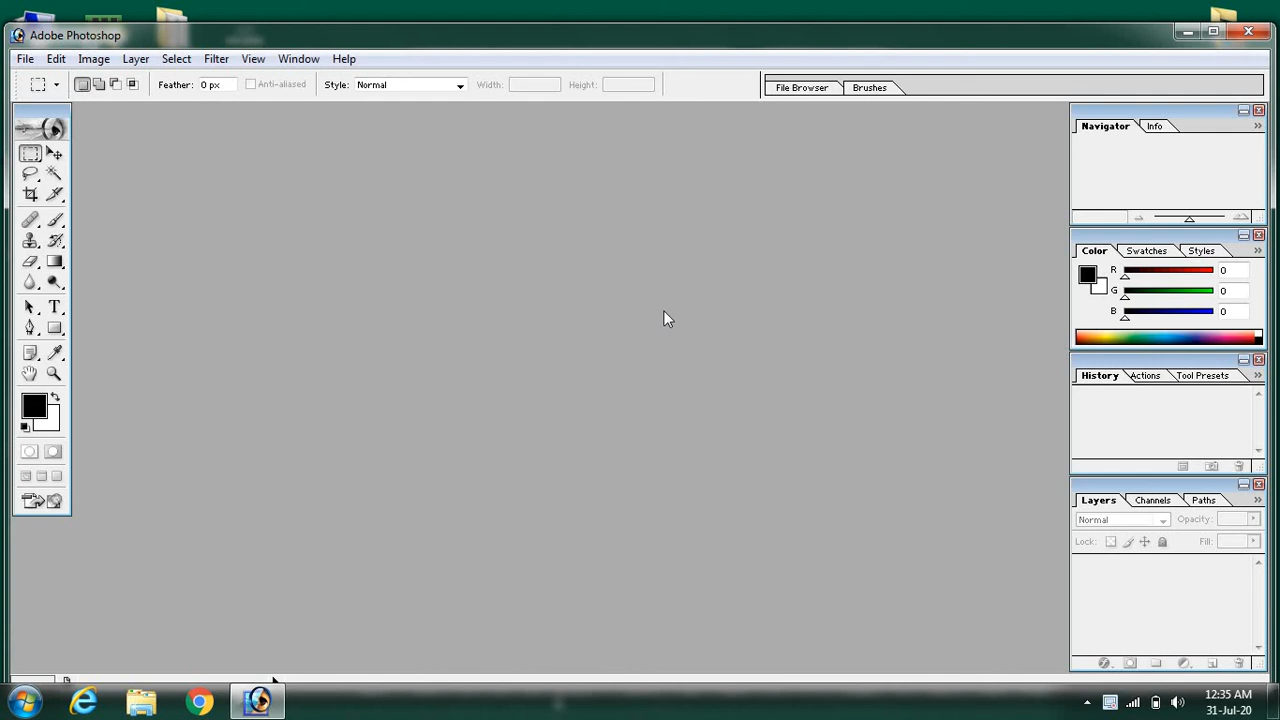 Adobe Photoshop
File Edit Image Layer Select Filter View Window Help
Feather: 0 px Anti-aliased Style: Normal Width: Height: File Browser Brushes
Navigator Info
Color Swatches Styles
R 0
G 0
B 0
T
History Actions Tool Presets
Layers Channels Paths
Normal Opacity:
Lock: Fill:
12:35 AM
31-Jul-20